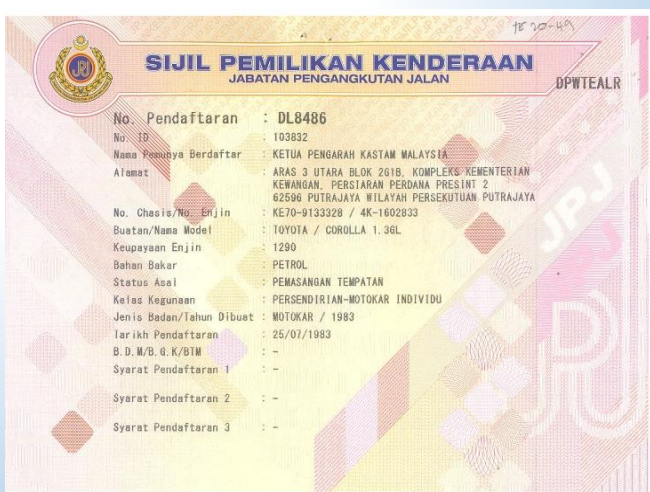 SIJIL PEMILIKAN KENDERAAN
JABATAN PENGANGKUTAN JALAN
DPWTEALR
No. Pendaftaran : DL8486
No. ID : 103832
Nama Pemunya Berdaftar : KETUA PENGARAH KASTAM MALAYSIA
Alamat : ARAS 3 UTARA BLOK 2G1B, KOMPLEKS KEMENTERIAN
KEWANGAN, PERSIARAN PERDANA PRESINT 2
62596 PUTRAJAYA WILAYAH PERSEKUTUAN PUTRAJAYA
No. Chasis/No. Enjin : KE70-9133328 / 4K-1602833
Buatan/Nama Model : TOYOTA / COROLLA 1.3GL
Keupayaan Enjin : 1290
Bahan Bakar : PETROL
Status Asal : PEMASANGAN TEMPATAN
Kelas Kegunaan : PERSENDIRIAN-MOTOKAR INDIVIDU
Jenis Badan/Tahun Dibuat : MOTOKAR / 1983
Tarikh Pendaftaran : 25/07/1983
B.D.M/B.G.K/BTM : -
Syarat Pendaftaran 1 : -
Syarat Pendaftaran 2 : -
Syarat Pendaftaran 3 : -
JPJ